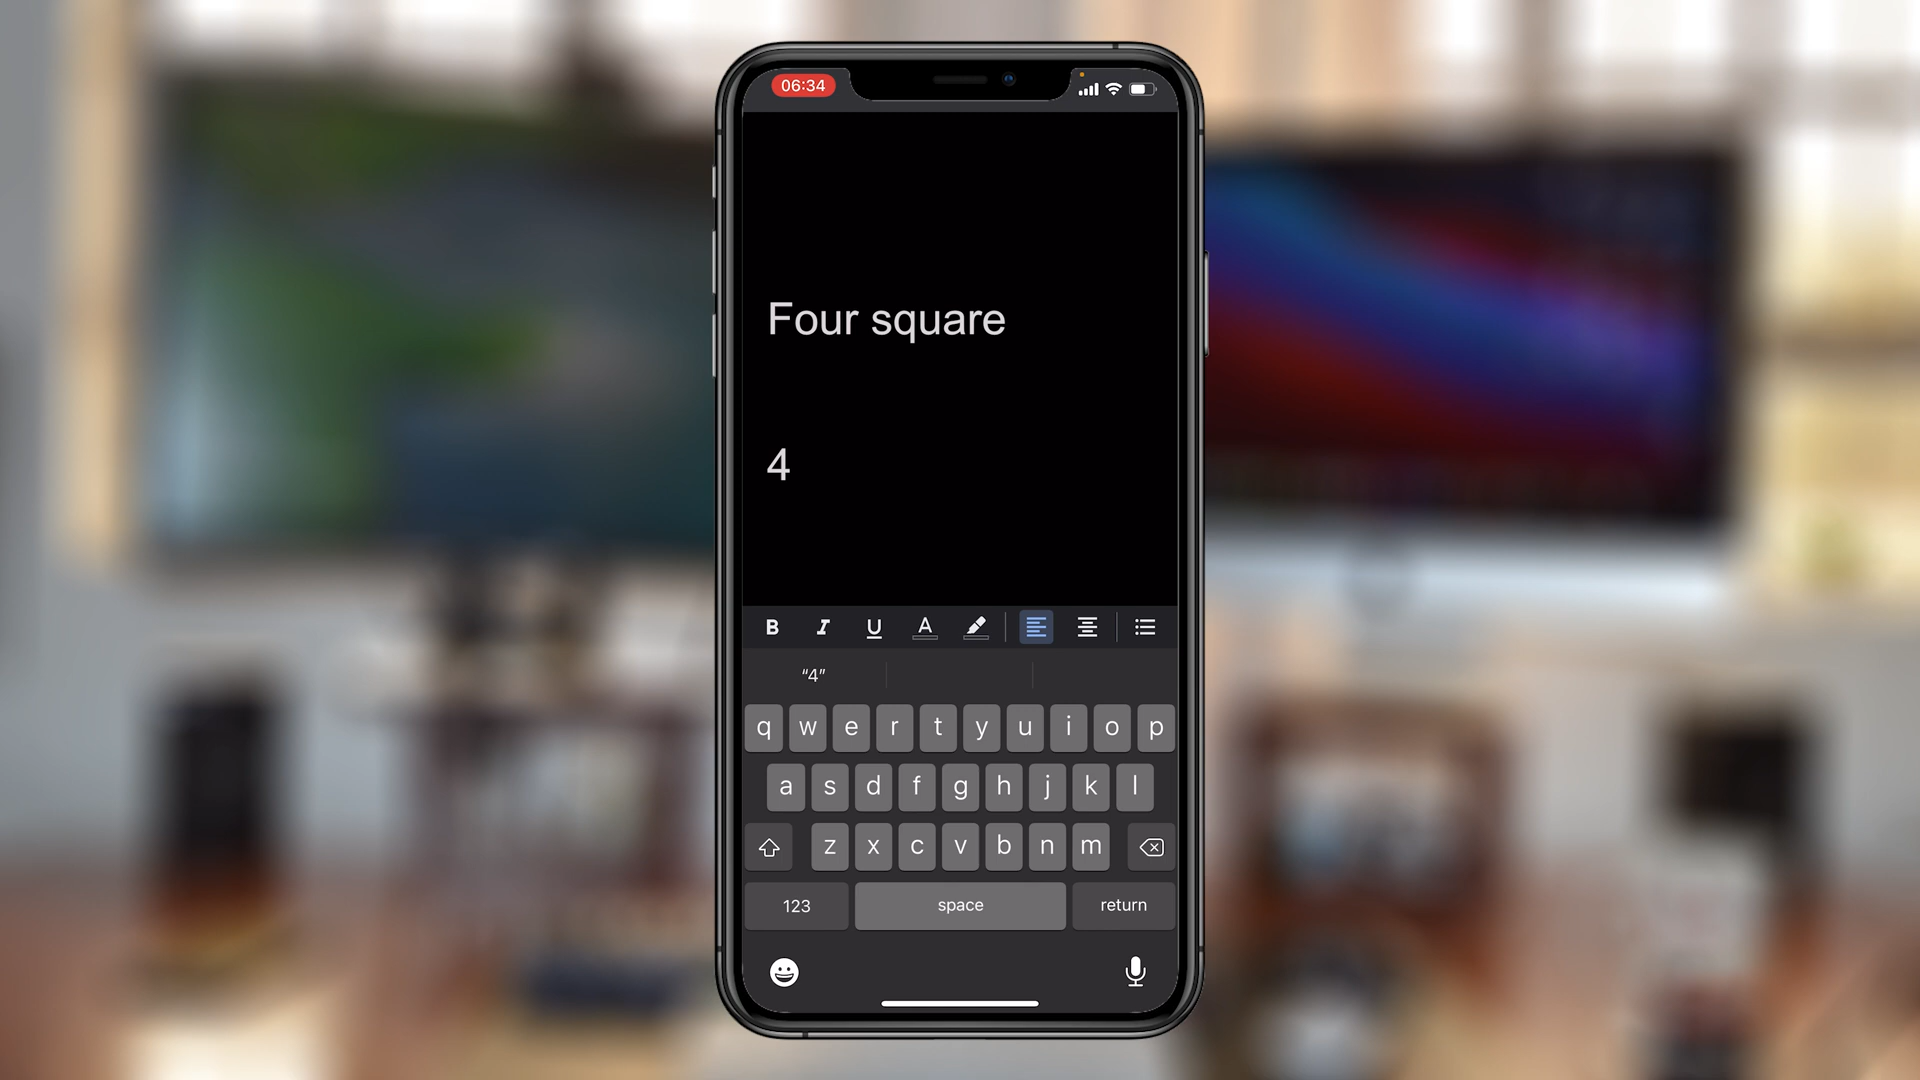 06:34
Four square
4
B I U A
“4”
q w e r t y u i o p
a s d f g h j k l
z x c v b n m
123 space return